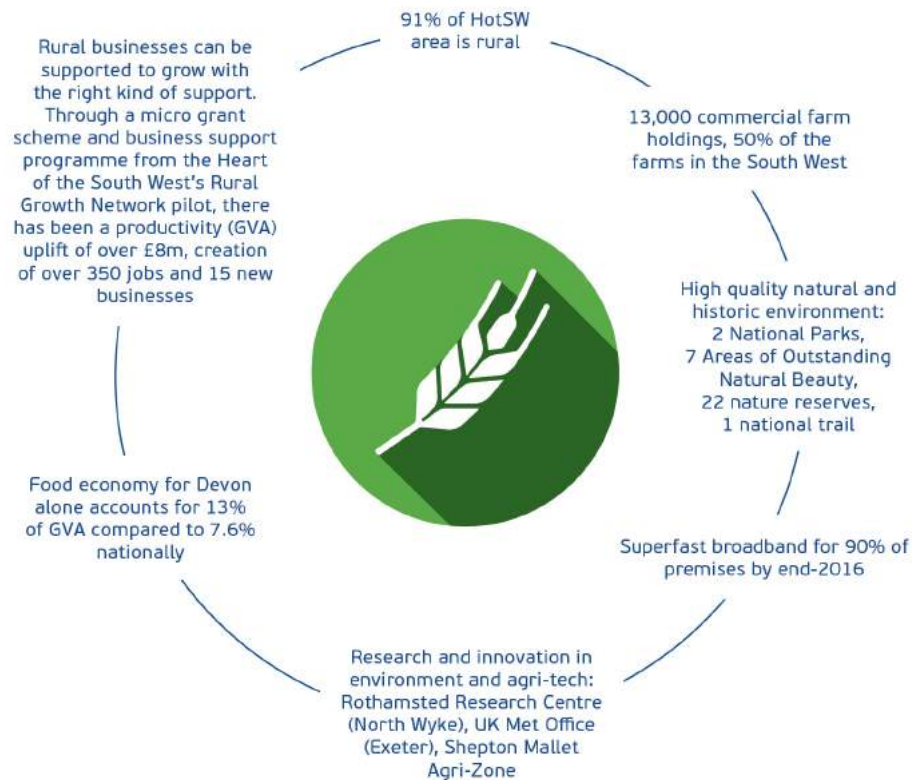 91% of HotSW
area is rural
13,000 commercial farm
holdings, 50% of the
farms in the South West
High quality natural and
historic environment:
2 National Parks,
7 Areas of Outstanding
Natural Beauty,
22 nature reserves,
1 national trail
Superfast broadband for 90% of
premises by end-2016
Research and innovation in
environment and agri-tech:
Rothamsted Research Centre
(North Wyke), UK Met Office
(Exeter), Shepton Mallet
Agri-Zone
Food economy for Devon
alone accounts for 13%
of GVA compared to 7.6%
nationally
Rural businesses can be
supported to grow with
the right kind of support.
Through a micro grant
scheme and business support
programme from the Heart
of the South West's Rural
Growth Network pilot, there
has been a productivity (GVA)
uplift of over £8m, creation
of over 350 jobs and 15 new
businesses